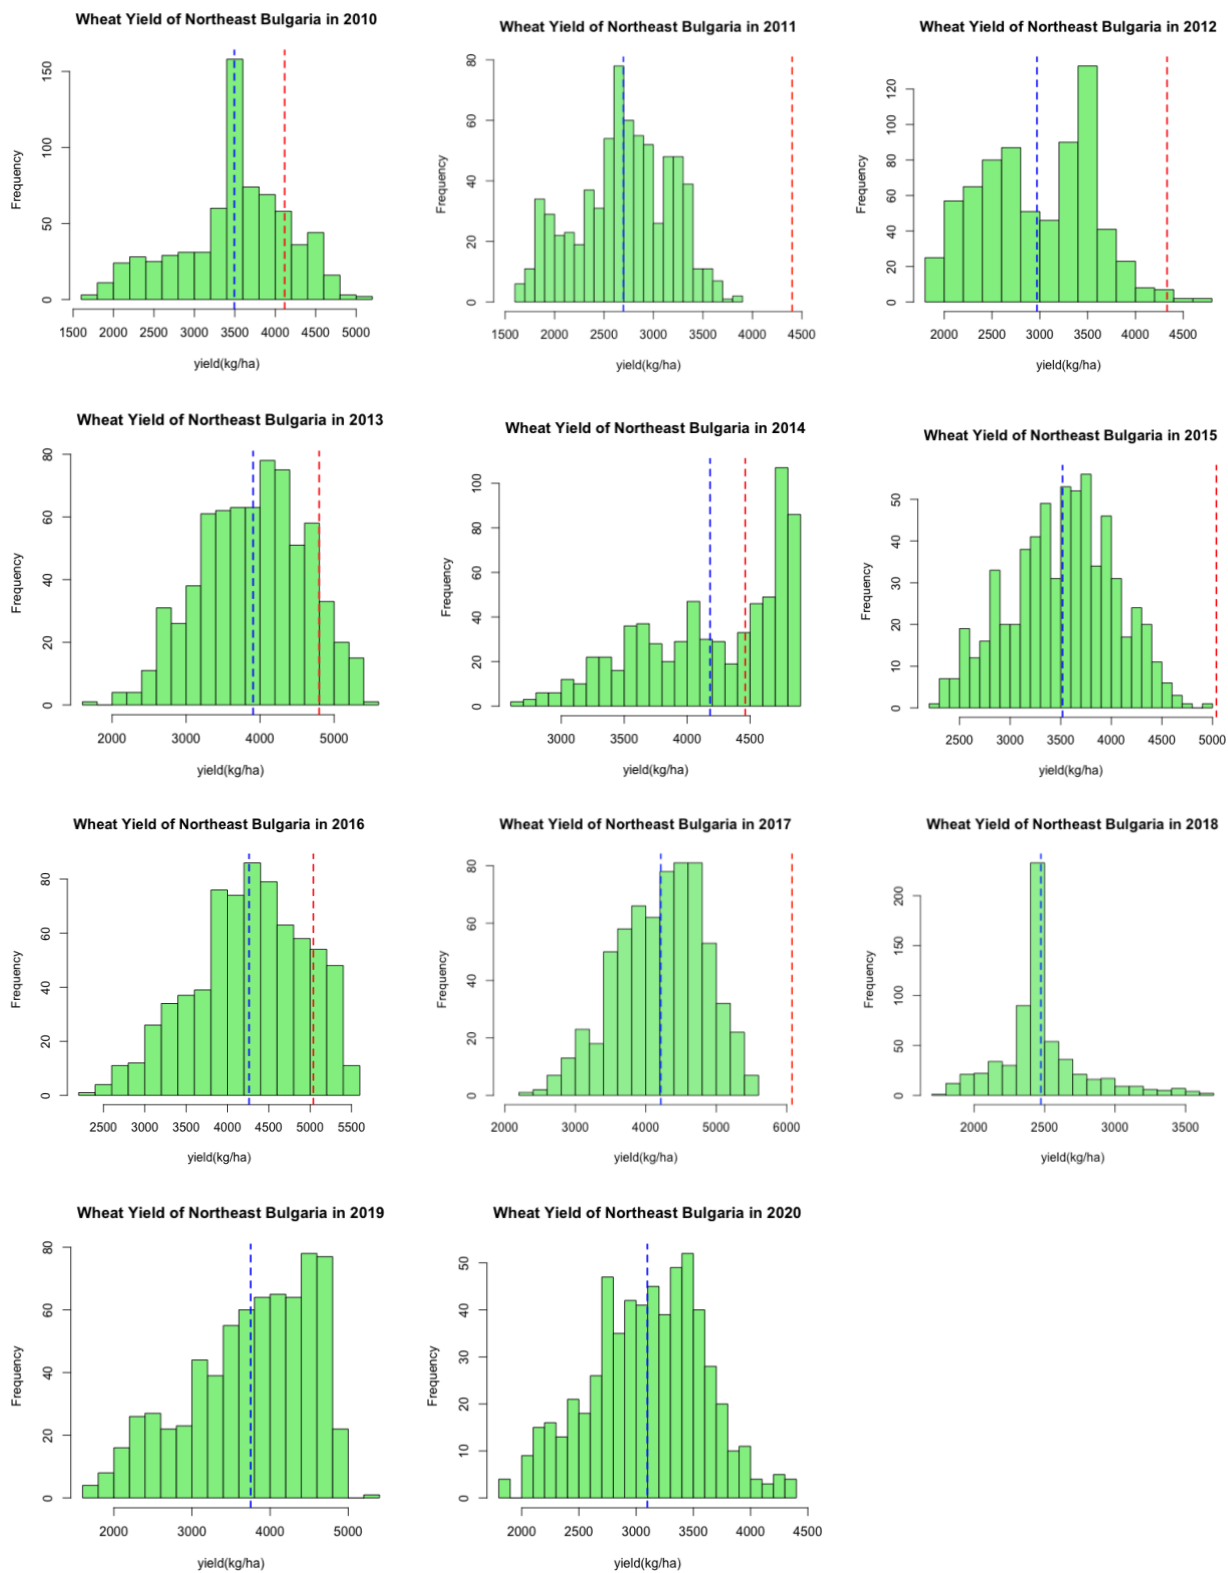 Wheat Yield of Northeast Bulgaria in 2010
Frequency
0 50 100 150
1500 2000 2500 3000 3500 4000 4500 5000
yield(kg/ha)
Wheat Yield of Northeast Bulgaria in 2011
Frequency
0 20 40 60 80
1500 2000 2500 3000 3500 4000 4500
yield(kg/ha)
Wheat Yield of Northeast Bulgaria in 2012
Frequency
0 20 40 60 80 100 120
2000 2500 3000 3500 4000 4500
yield(kg/ha)
Wheat Yield of Northeast Bulgaria in 2013
Frequency
0 20 40 60 80
2000 3000 4000 5000
yield(kg/ha)
Wheat Yield of Northeast Bulgaria in 2014
Frequency
0 20 40 60 80 100
3000 3500 4000 4500
yield(kg/ha)
Wheat Yield of Northeast Bulgaria in 2015
Frequency
0 10 20 30 40 50
2500 3000 3500 4000 4500 5000
yield(kg/ha)
Wheat Yield of Northeast Bulgaria in 2016
Frequency
0 20 40 60 80
2500 3000 3500 4000 4500 5000 5500
yield(kg/ha)
Wheat Yield of Northeast Bulgaria in 2017
Frequency
0 20 40 60 80
2000 3000 4000 5000 6000
yield(kg/ha)
Wheat Yield of Northeast Bulgaria in 2018
Frequency
0 50 100 150 200
2000 2500 3000 3500
yield(kg/ha)
Wheat Yield of Northeast Bulgaria in 2019
Frequency
0 20 40 60 80
2000 3000 4000 5000
yield(kg/ha)
Wheat Yield of Northeast Bulgaria in 2020
Frequency
0 10 20 30 40 50
2000 2500 3000 3500 4000 4500
yield(kg/ha)